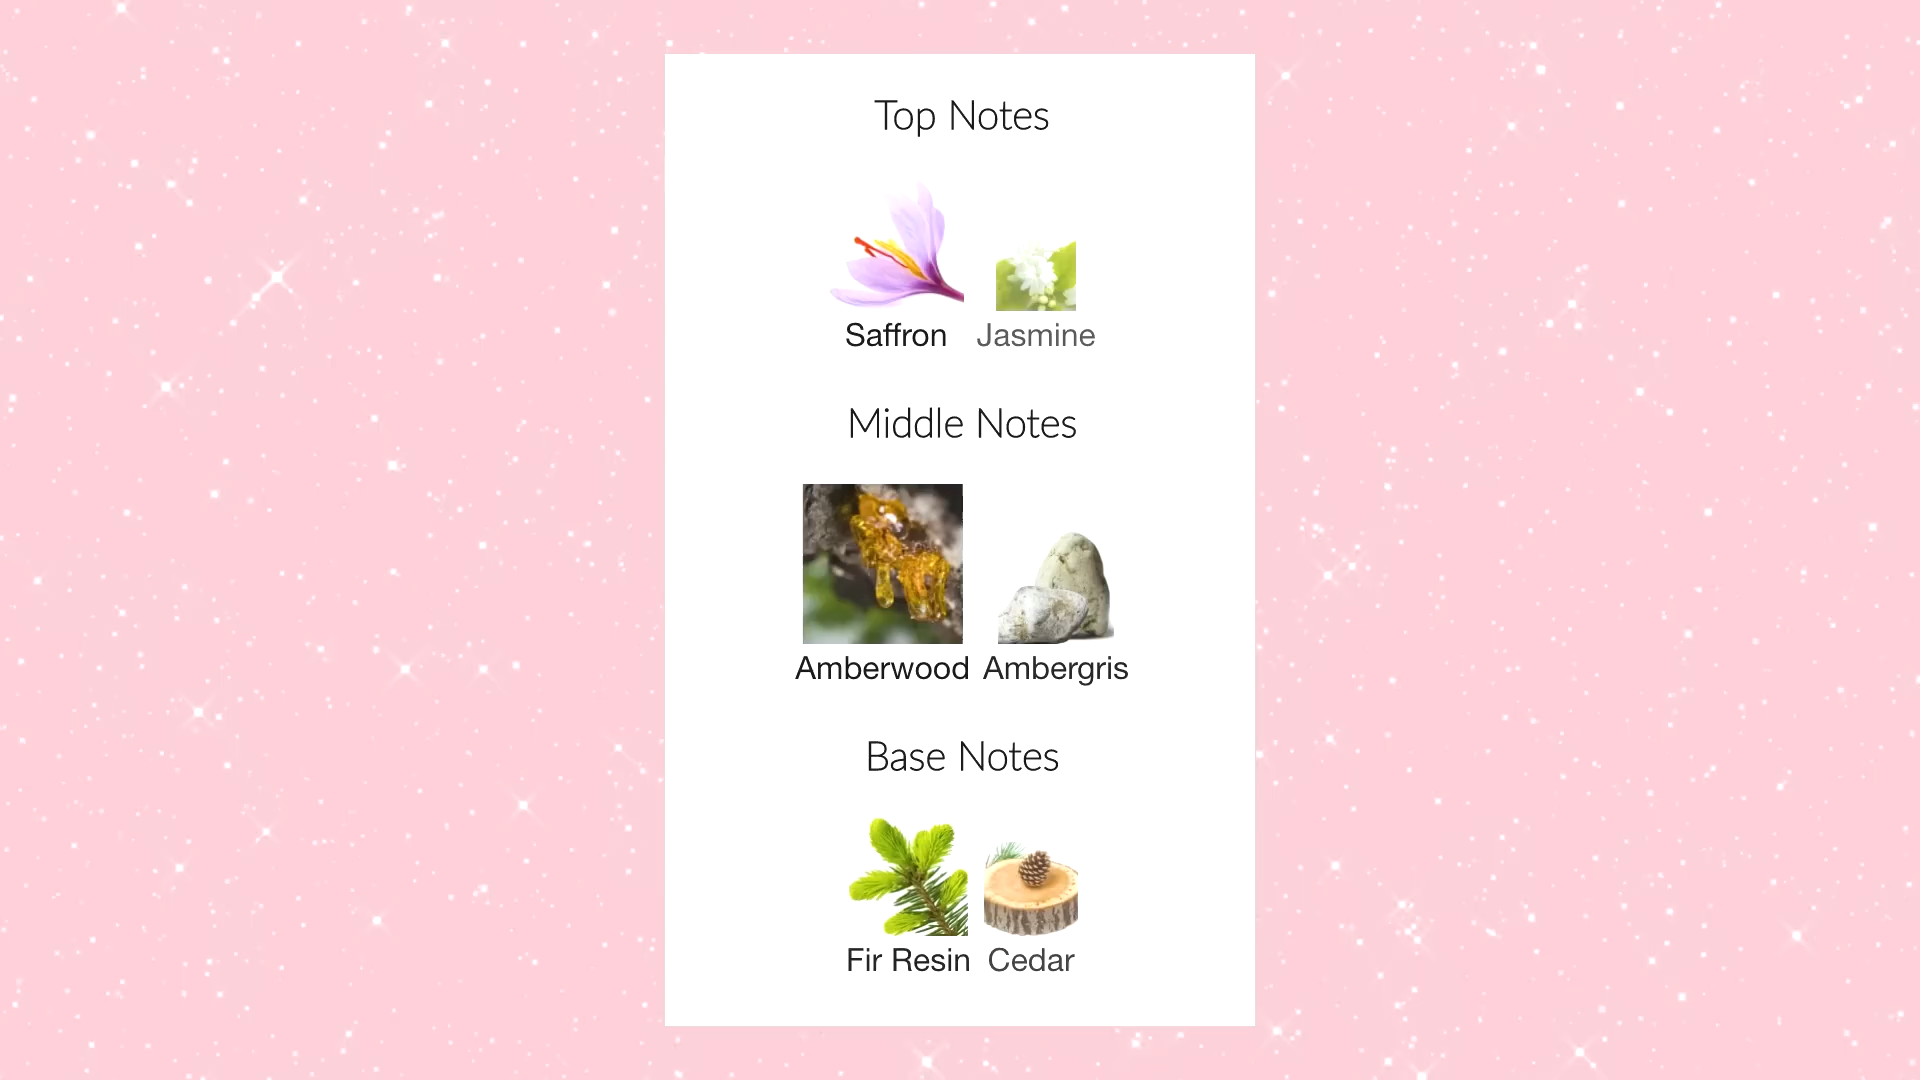 Top Notes
Saffron Jasmine
Middle Notes
Amberwood Ambergris
Base Notes
Fir Resin Cedar